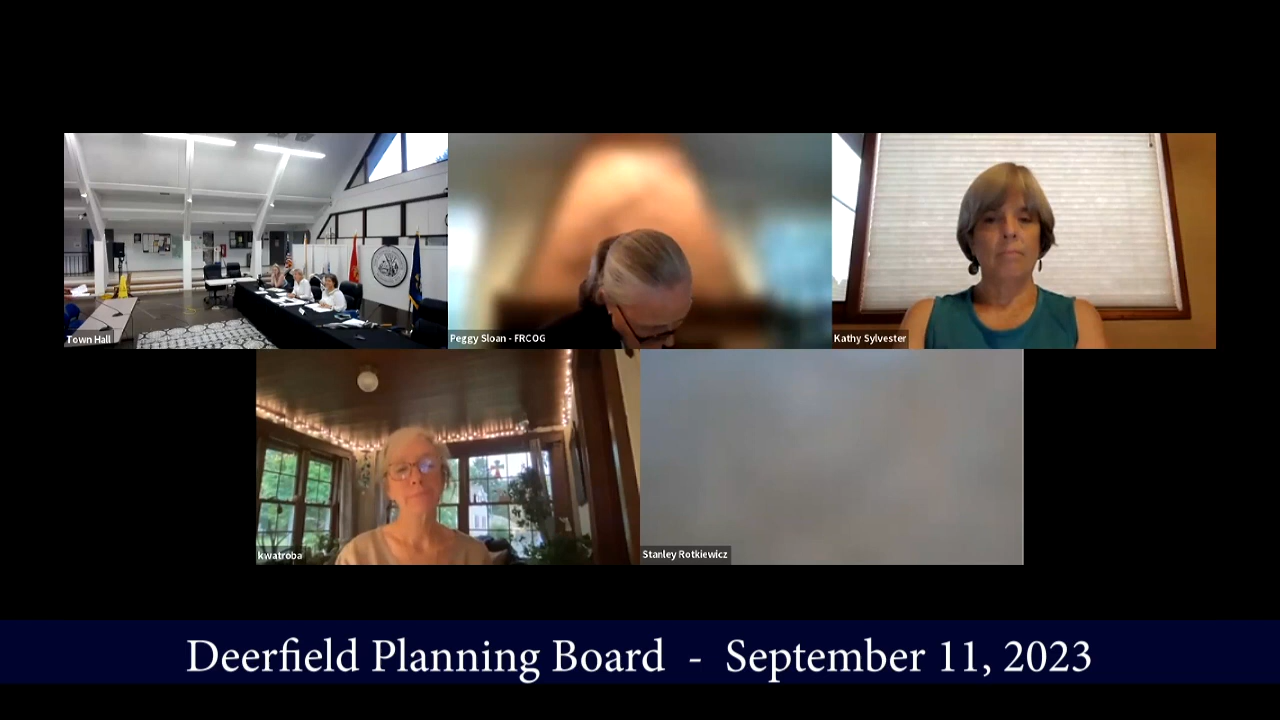 Town Hall
Peggy Sloan - FRCOG
Kathy Sylvester
kwatroba
Stanley Rotkiewicz
Deerfield Planning Board - September 11, 2023